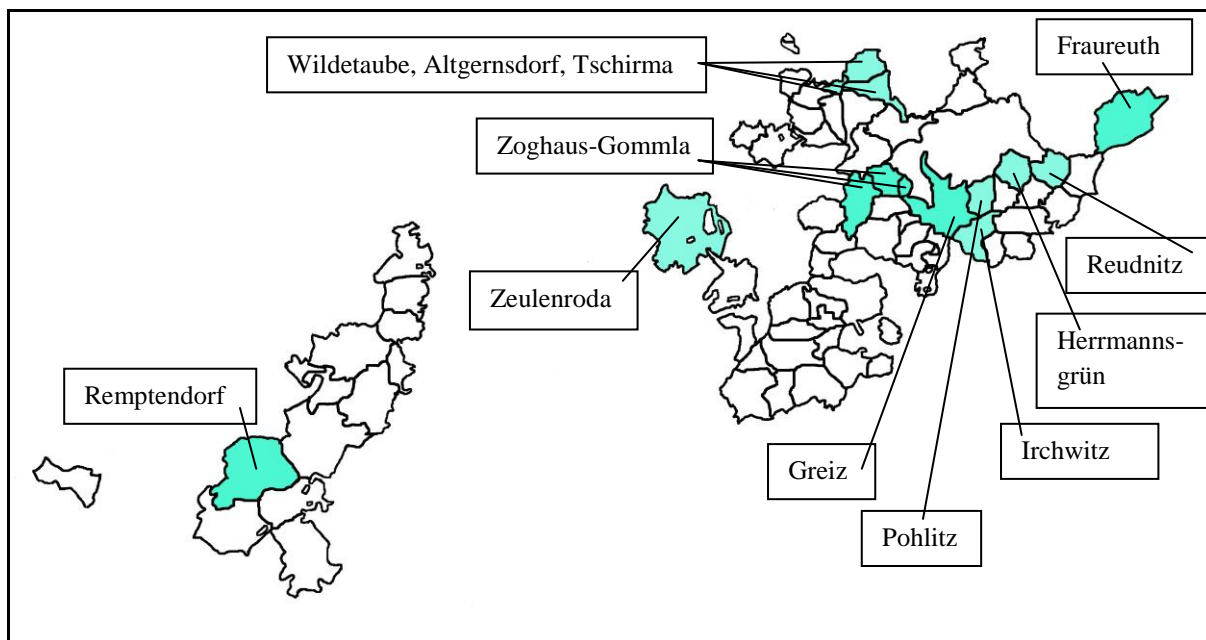 Fraureuth
Wildetaube, Altgernsdorf, Tschirma
Zoghaus-Gommla
Reudnitz
Zeulenroda
Herrmanns-
grün
Remptendorf
Irchwitz
Greiz
Pohlitz